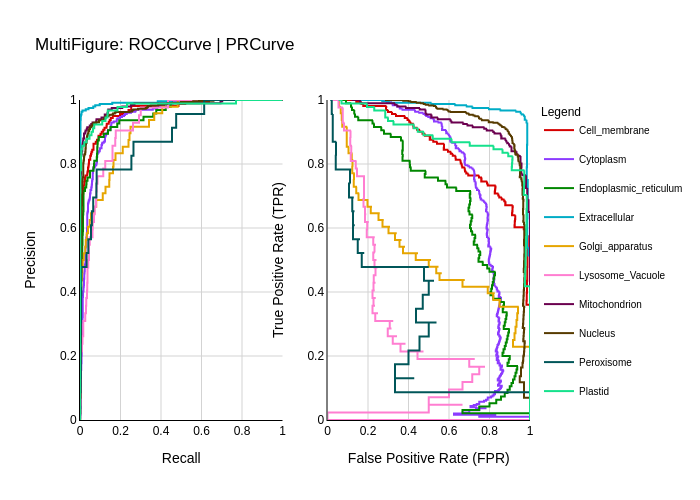 MultiFigure: ROCCurve | PRCurve
1
0.8
0.6
0.4
0.2
0
0 0.2 0.4 0.6 0.8 1
Precision
Recall
1
0.8
0.6
0.4
0.2
0
0 0.2 0.4 0.6 0.8 1
True Positive Rate (TPR)
False Positive Rate (FPR)
Legend
Cell_membrane
Cytoplasm
Endoplasmic_reticulum
Extracellular
Golgi_apparatus
Lysosome_Vacuole
Mitochondrion
Nucleus
Peroxisome
Plastid